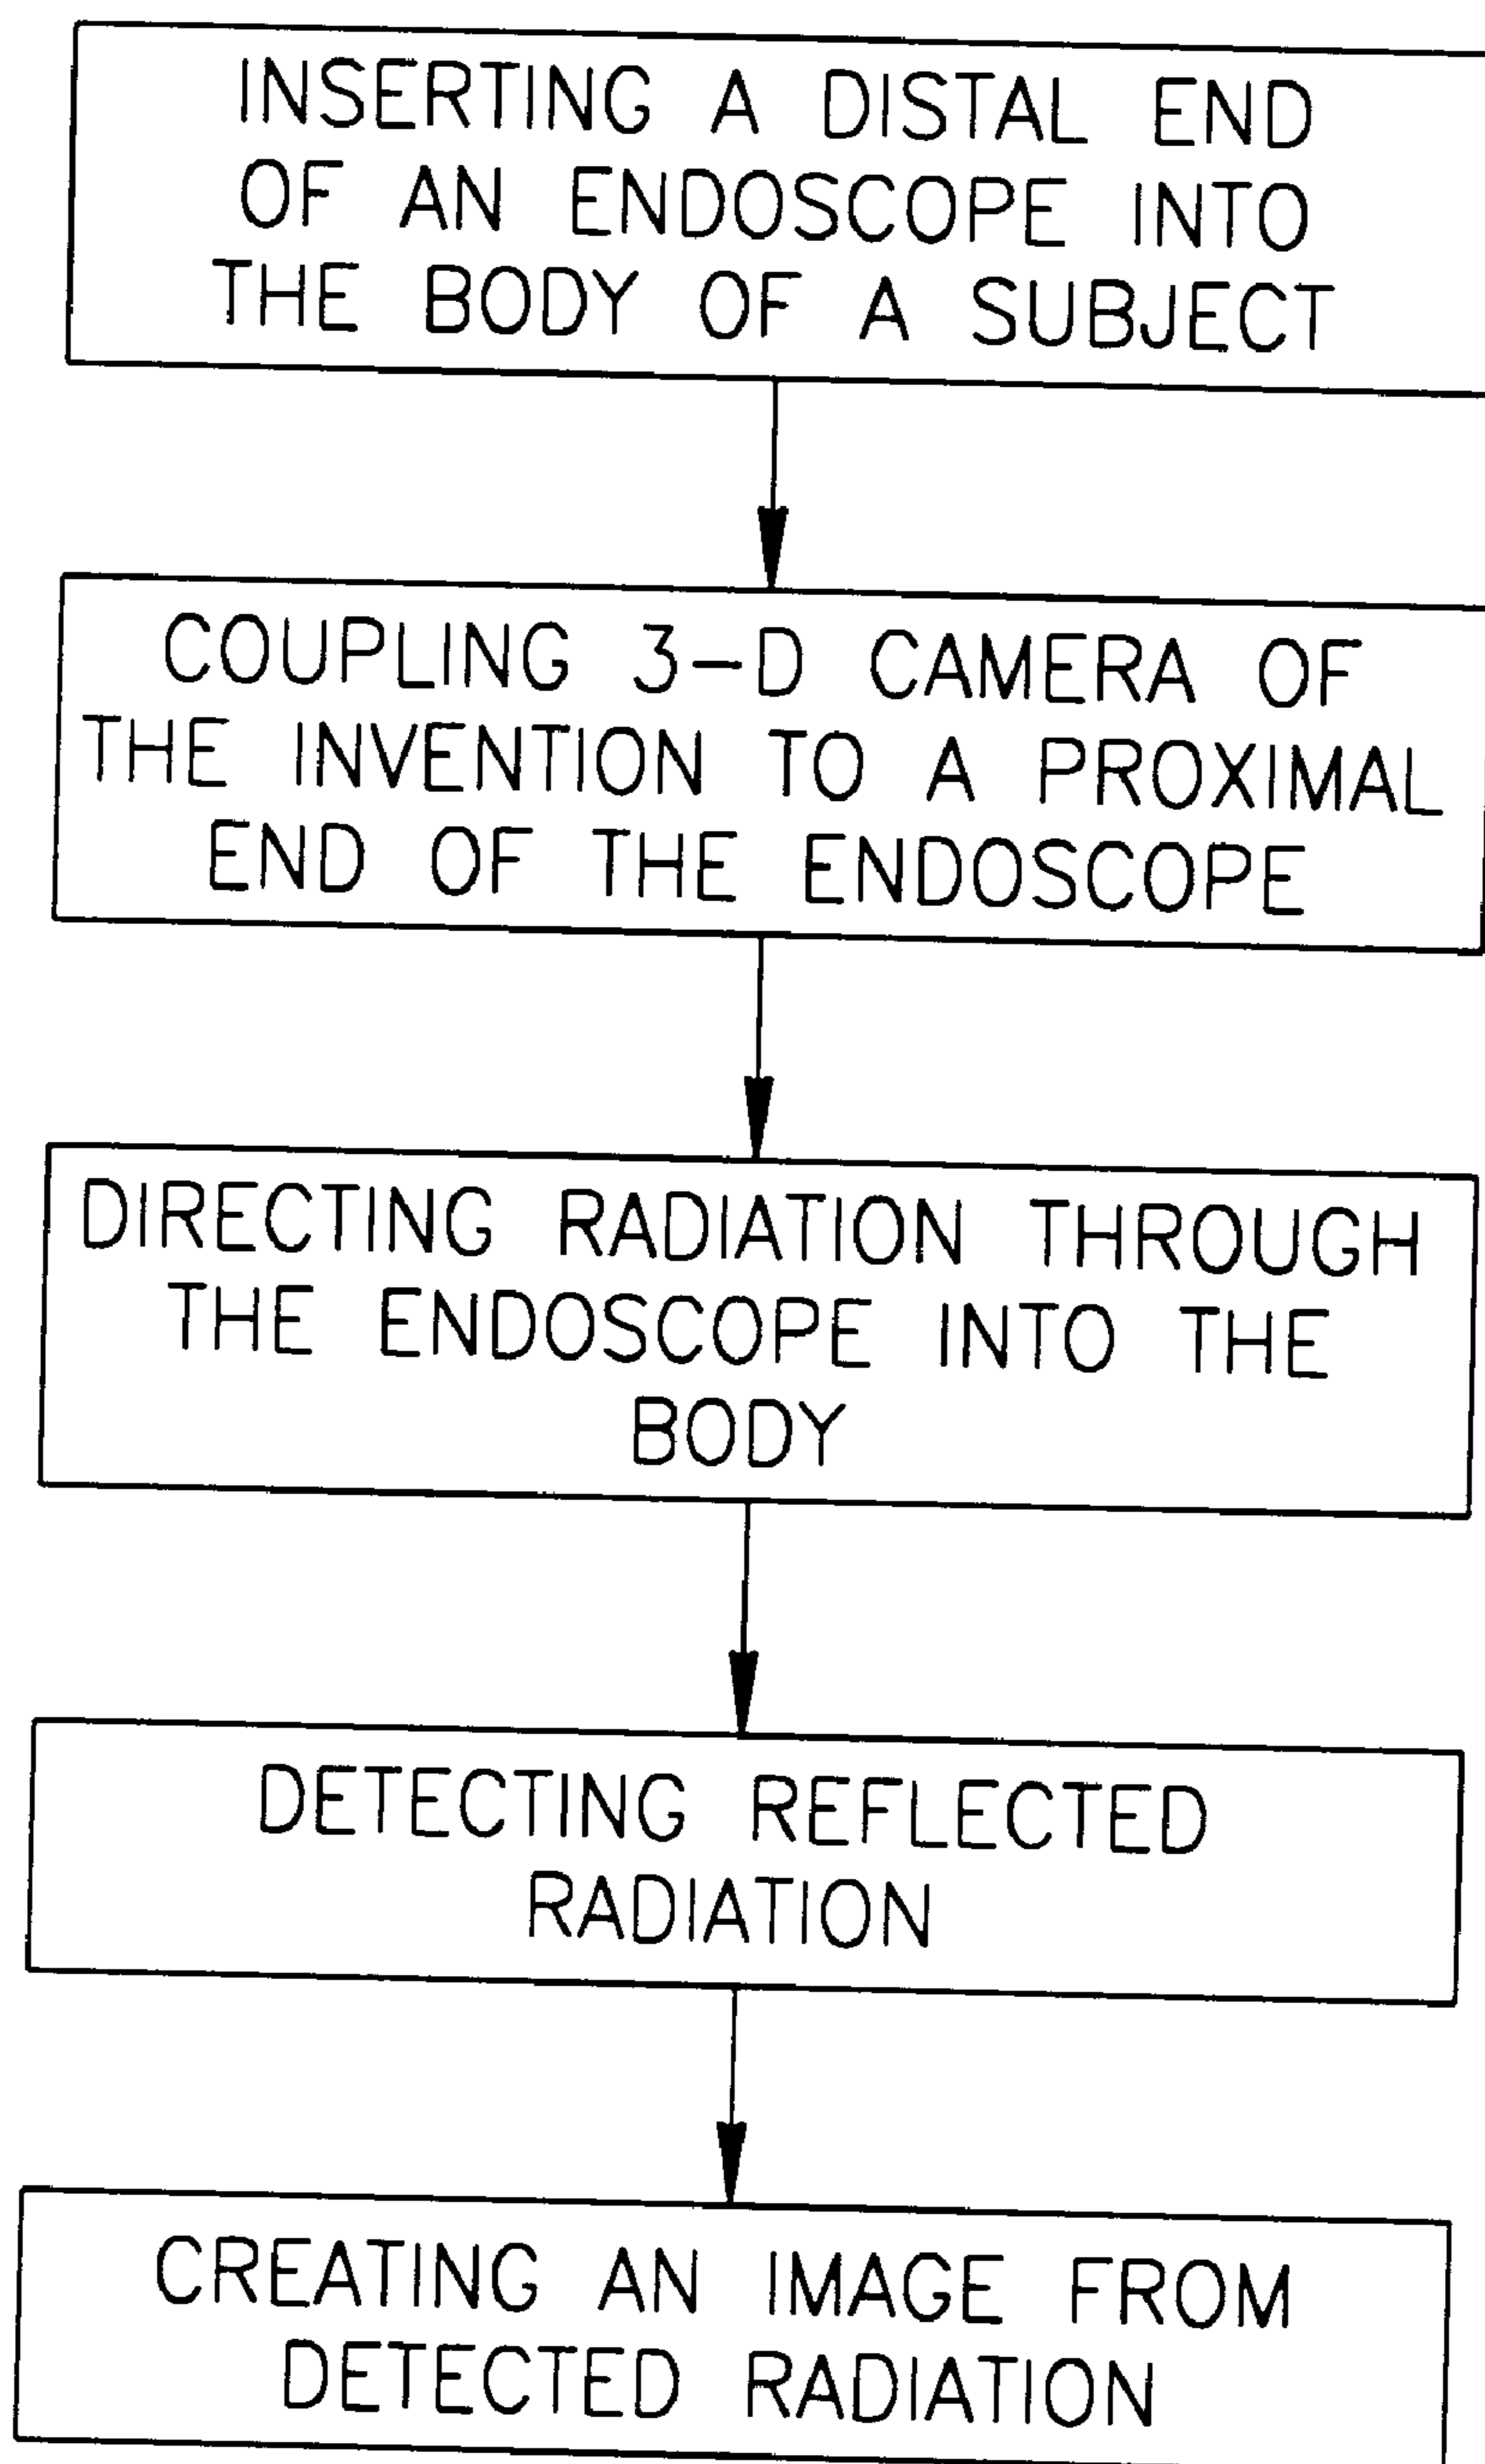 INSERTING A DISTAL END
OF AN ENDOSCOPE INTO
THE BODY OF A SUBJECT
COUPLING 3-D CAMERA OF
THE INVENTION TO A PROXIMAL
END OF THE ENDOSCOPE
DIRECTING RADIATION THROUGH
THE ENDOSCOPE INTO THE
BODY
DETECTING REFLECTED
RADIATION
CREATING AN IMAGE FROM
DETECTED RADIATION